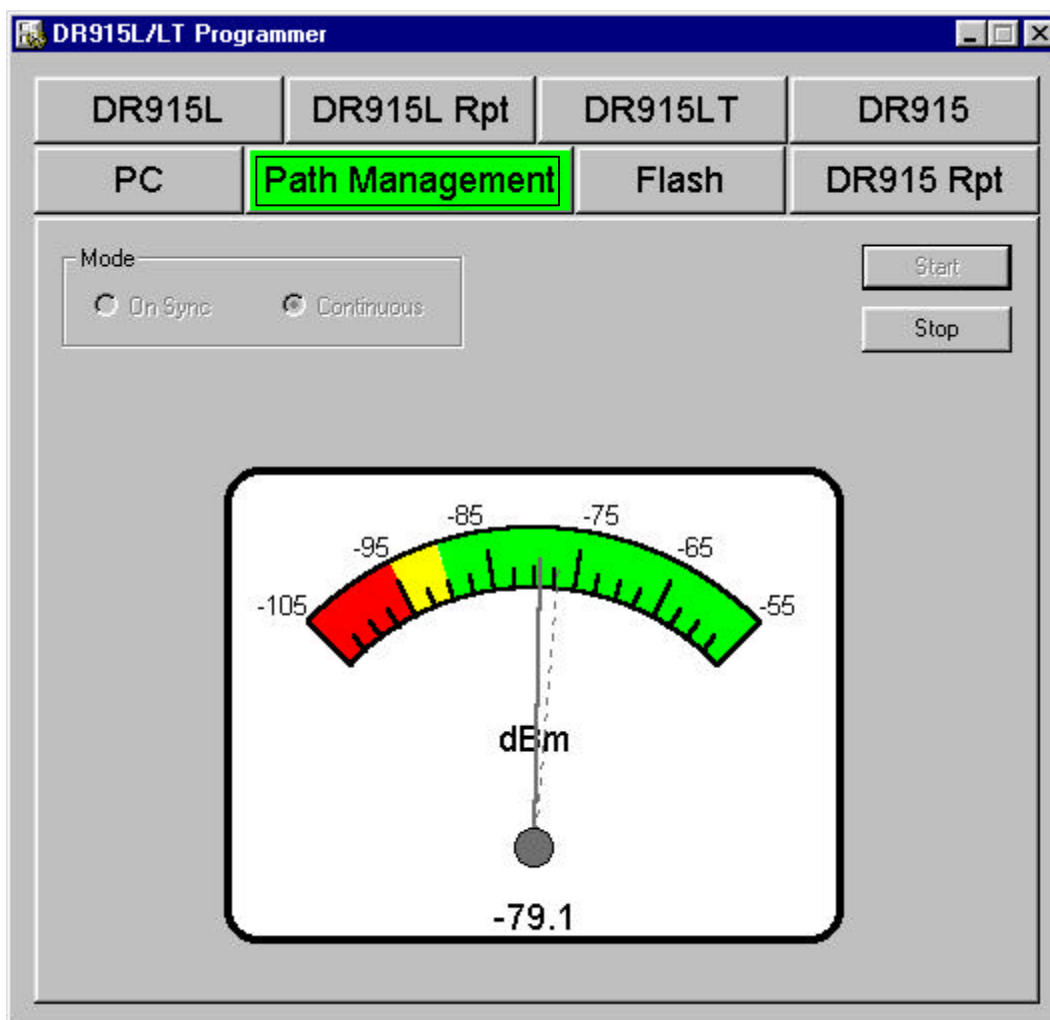 DR915L/LT Programmer
DR915L DR915L Rpt DR915LT DR915
PC Path Management Flash DR915 Rpt
Mode
On Sync Continuous
Start
Stop
-105 -95 -85 -75 -65 -55
dBm
-79.1